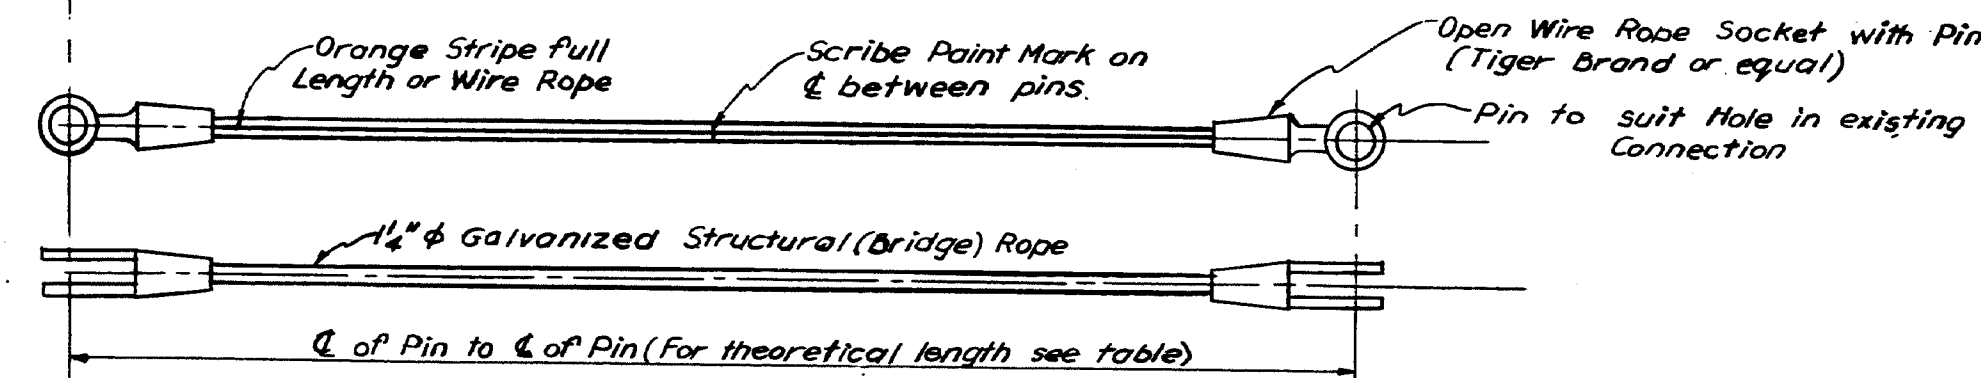 Orange Stripe full
Length or Wire Rope
Scribe Paint Mark on
℄ between pins.
Open Wire Rope Socket with Pin
(Tiger Brand or equal)
Pin to suit Hole in existing
Connection
1¼"ϕ Galvanized Structural (Bridge) Rope
℄ of Pin to ℄ of Pin (For theoretical length see table)